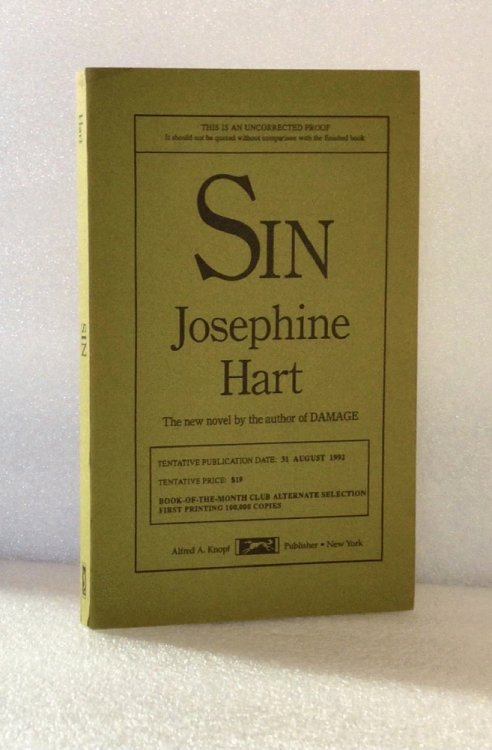 Hart
SIN
THIS IS AN UNCORRECTED PROOF
It should not be quoted without comparison with the finished book
SIN
Josephine
Hart
The new novel by the author of DAMAGE
TENTATIVE PUBLICATION DATE: 31 AUGUST 1992
TENTATIVE PRICE: $19
BOOK-OF-THE-MONTH CLUB ALTERNATE SELECTION
FIRST PRINTING 100,000 COPIES
Alfred A. Knopf Publisher • New York